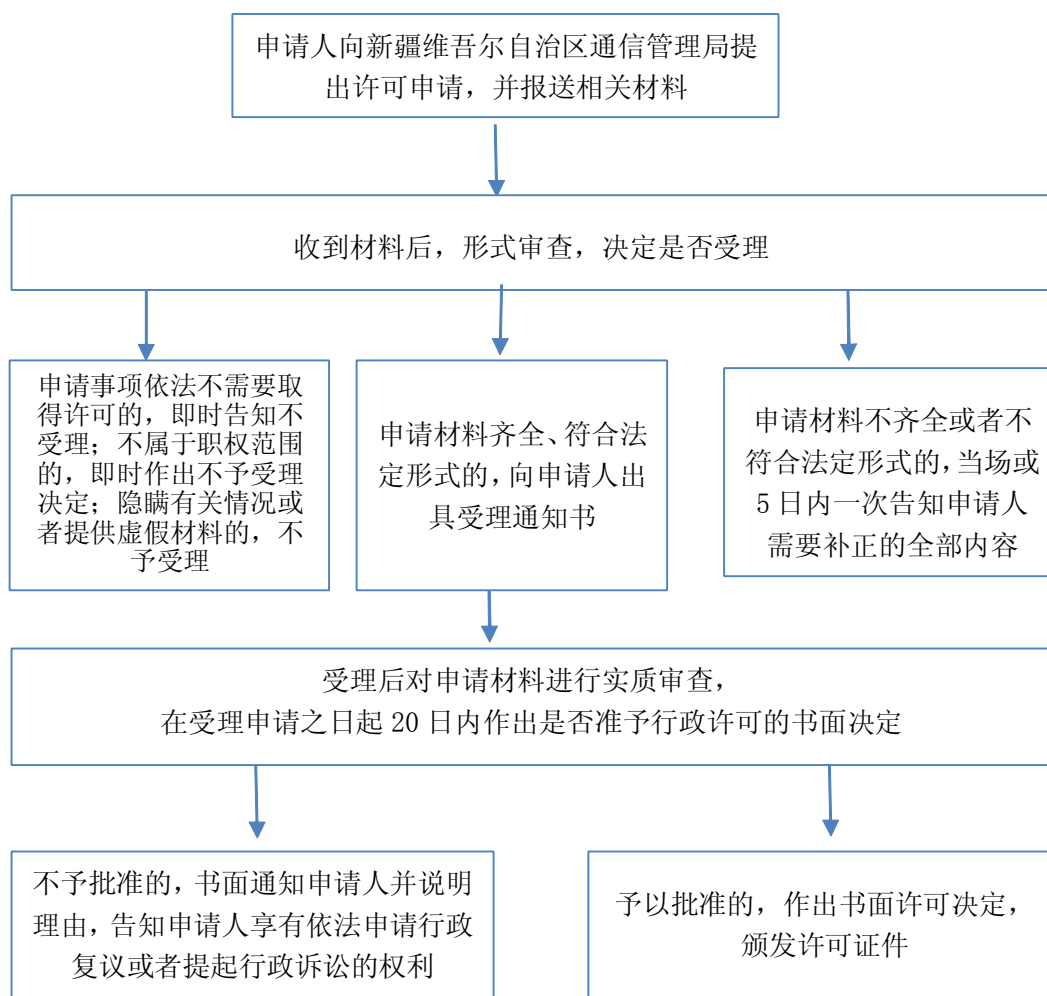 申请人向新疆维吾尔自治区通信管理局提
出许可申请，并报送相关材料
收到材料后，形式审查，决定是否受理
申请事项依法不需要取
得许可的，即时告知不
受理；不属于职权范围
的，即时作出不予受理
决定；隐瞒有关情况或
者提供虚假材料的，不
予受理
申请材料齐全、符合法
定形式的，向申请人出
具受理通知书
申请材料不齐全或者不
符合法定形式的，当场或
5 日内一次告知申请人
需要补正的全部内容
受理后对申请材料进行实质审查，
在受理申请之日起 20 日内作出是否准予行政许可的书面决定
不予批准的，书面通知申请人并说明
理由，告知申请人享有依法申请行政
复议或者提起行政诉讼的权利
予以批准的，作出书面许可决定，
颁发许可证件